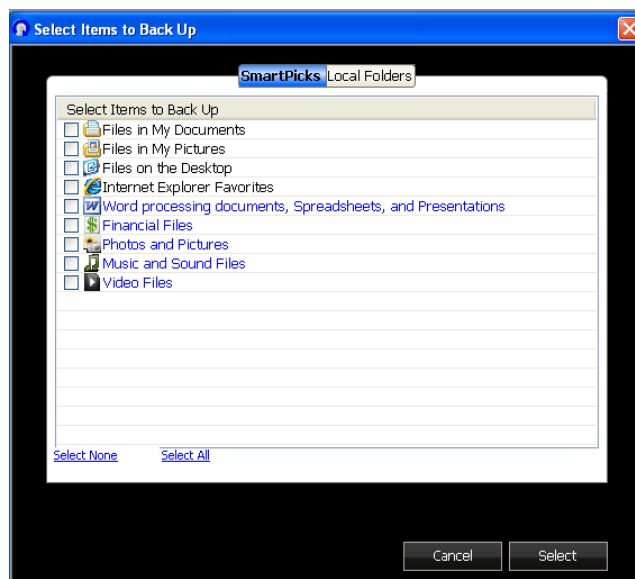 Select Items to Back Up
SmartPicks Local Folders
Select Items to Back Up
Files in My Documents
Files in My Pictures
Files on the Desktop
Internet Explorer Favorites
Word processing documents, Spreadsheets, and Presentations
Financial Files
Photos and Pictures
Music and Sound Files
Video Files
Select None Select All
Cancel Select